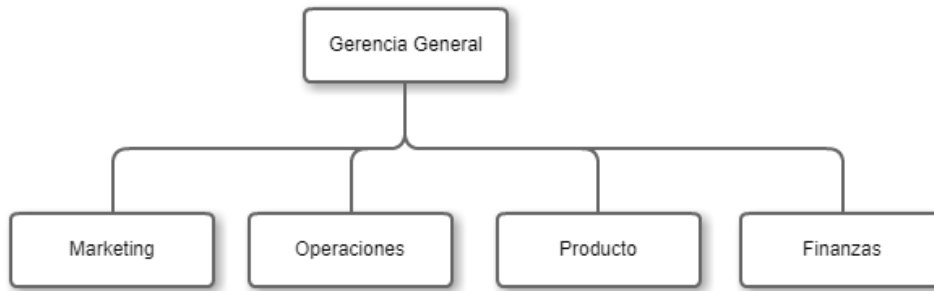 Gerencia General
Marketing
Operaciones
Producto
Finanzas